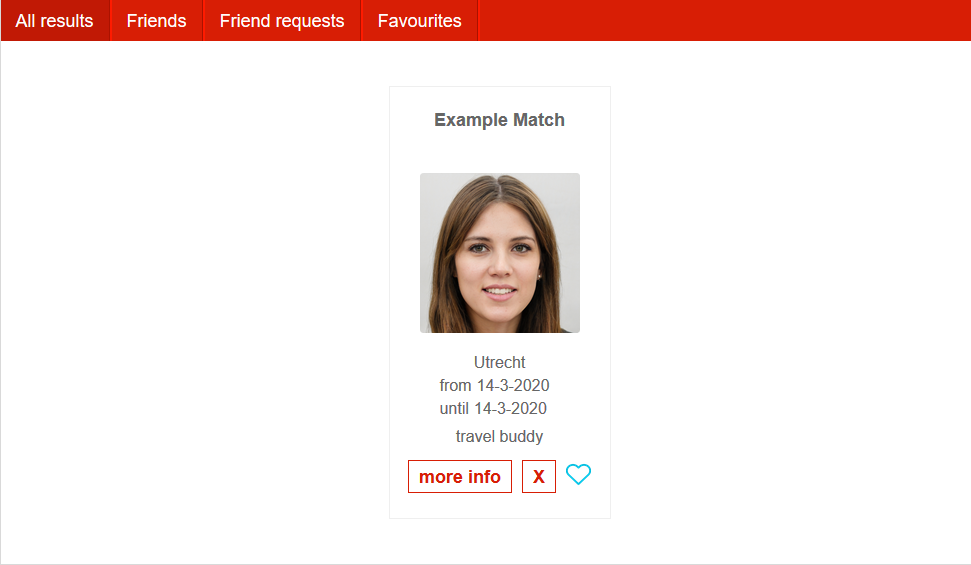 All results Friends Friend requests Favourites
Example Match
Utrecht
from 14-3-2020
until 14-3-2020
travel buddy
more info X